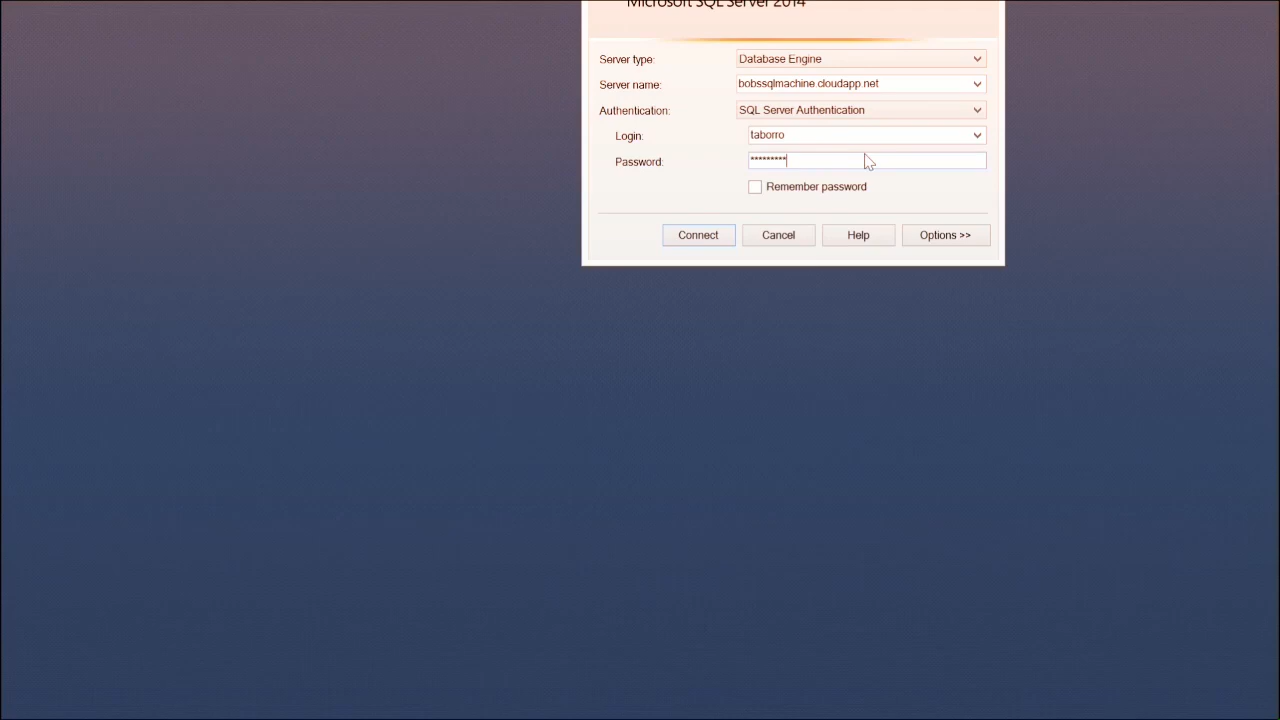 Microsoft SQL Server 2014
Server type: Database Engine
Server name: bobssqlmachine.cloudapp.net
Authentication: SQL Server Authentication
Login: taborro
Password: *********
Remember password
Connect Cancel Help Options >>